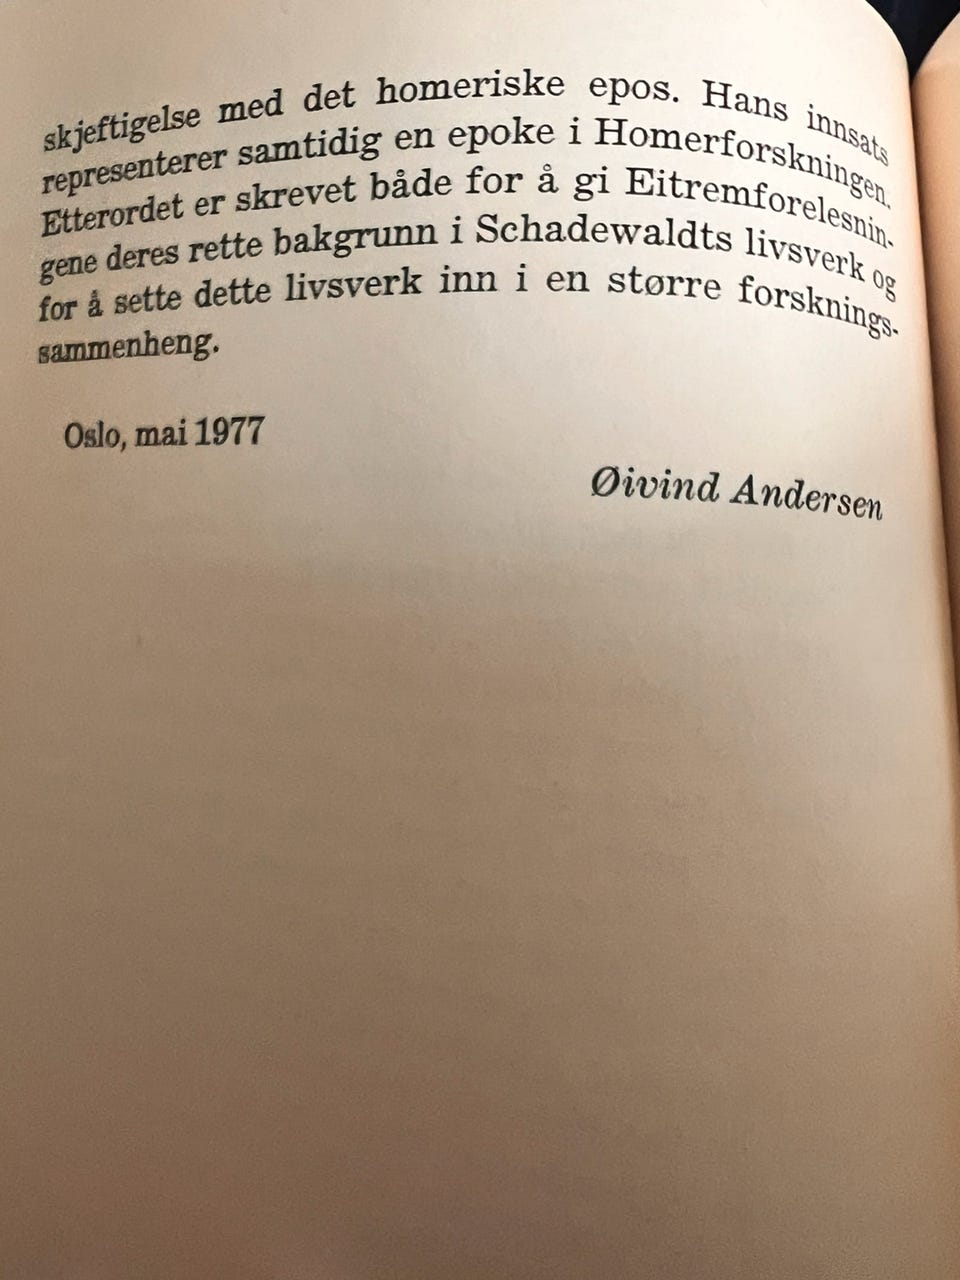 skjeftigelse med det homeriske epos. Hans innsats
representerer samtidig en epoke i Homerforskningen.
Etterordet er skrevet både for å gi Eitremforelesnin-
gene deres rette bakgrunn i Schadewaldts livsverk og
for å sette dette livsverk inn i en større forsknings-
sammenheng.
Oslo, mai 1977
Øivind Andersen